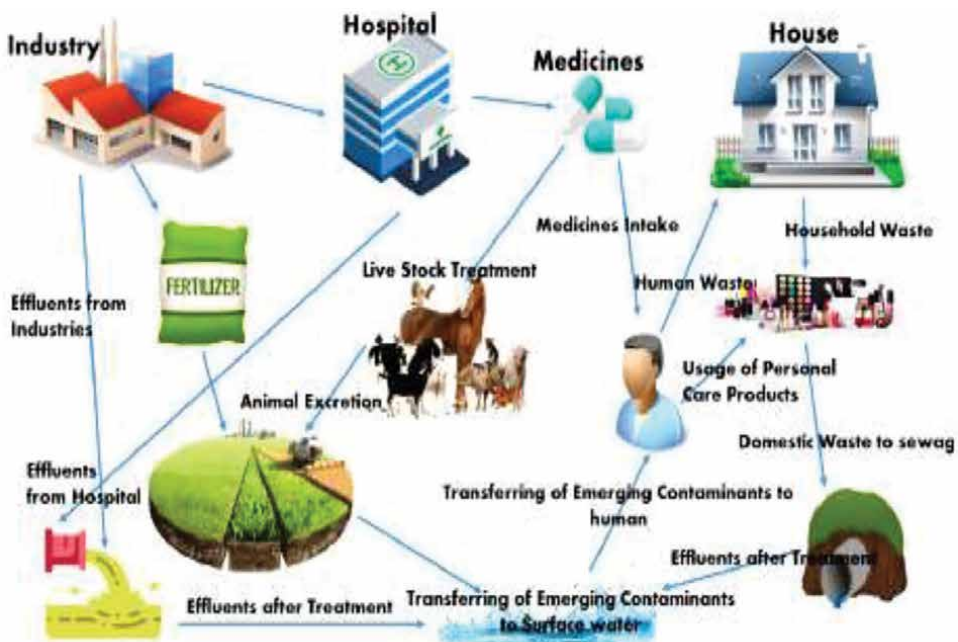 Industry
Hospital
Medicines
House
H
Medicines Intake
Household Waste
FERTILIZER
Live Stock Treatment
Human Waste
Effluents from
Industries
Usage of Personal
Care Products
Animal Excretion
Domestic Waste to sewag
Effluents
from Hospital
Transferring of Emerging Contaminants to
human
Effluents after Treatment
Effluents after Treatment
Transferring of Emerging Contaminants
to Surface water